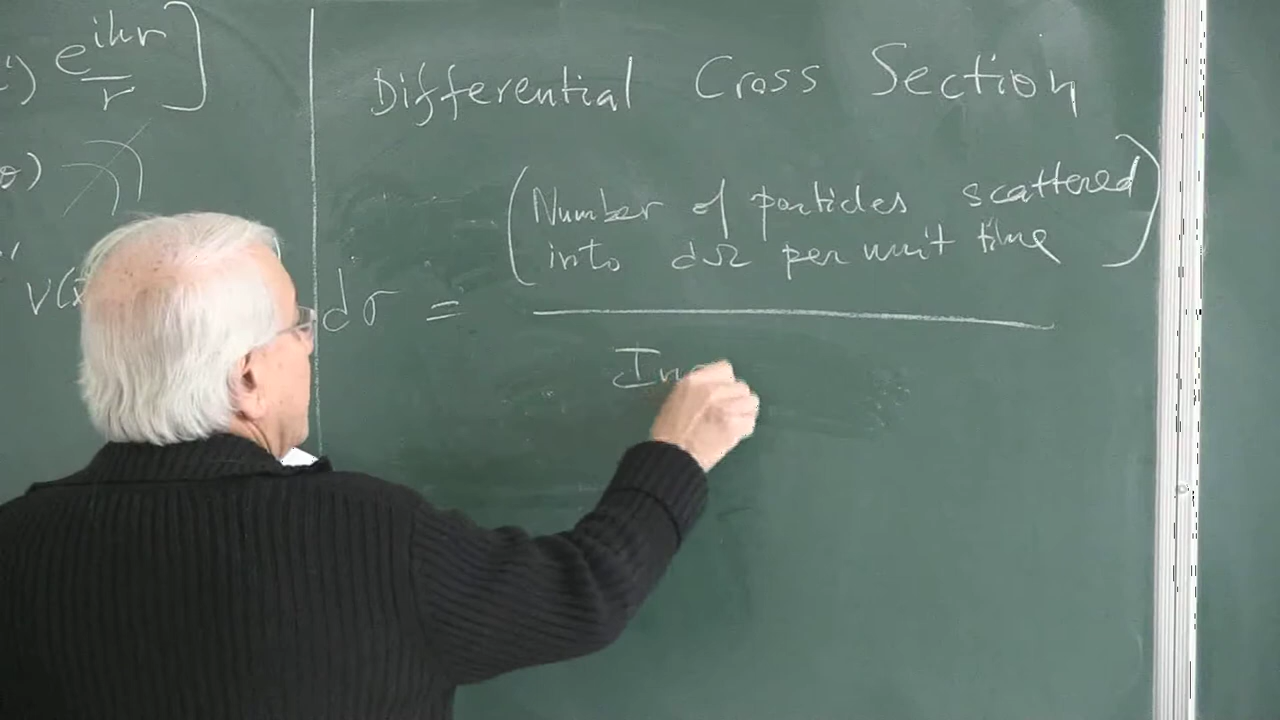 e^{ikr}
r
Differential Cross Section
(Number of particles scattered
into dΩ per unit time)
dσ =
V(